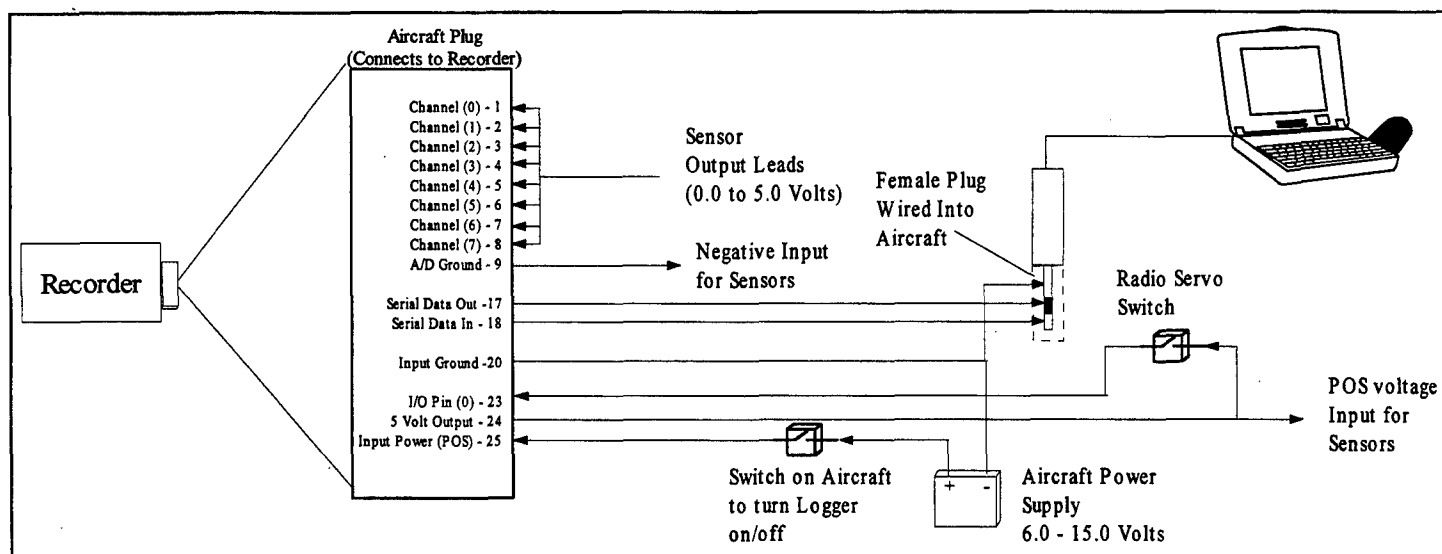 Aircraft Plug
(Connects to Recorder)
Channel (0) - 1
Channel (1) - 2
Channel (2) - 3
Channel (3) - 4
Channel (4) - 5
Channel (5) - 6
Channel (6) - 7
Channel (7) - 8
A/D Ground - 9
Serial Data Out -17
Serial Data In - 18
Input Ground -20
I/O Pin (0) - 23
5 Volt Output - 24
Input Power (POS) - 25
Recorder
Sensor
Output Leads
(0.0 to 5.0 Volts)
Negative Input
for Sensors
Female Plug
Wired Into
Aircraft
Radio Servo
Switch
POS voltage
Input for
Sensors
Switch on Aircraft
to turn Logger
on/off
+ -
Aircraft Power
Supply
6.0 - 15.0 Volts